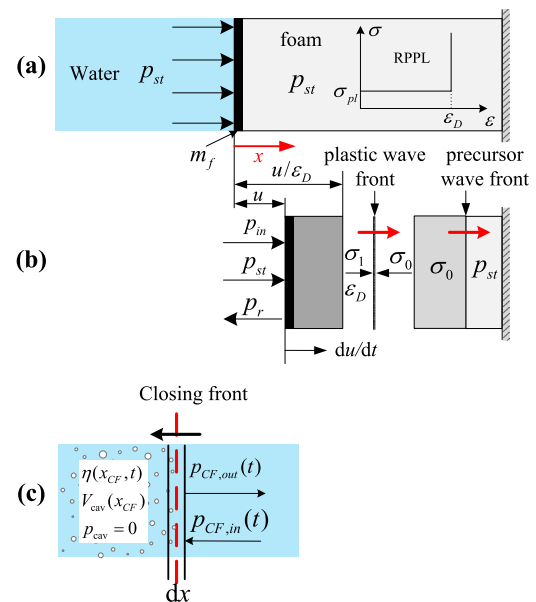 (a)
Water p_st
foam
p_st
σ
RPPL
σ_pl
ε_D
ε
m_f
x
u/ε_D
u
plastic wave front
precursor wave front
(b)
p_in
p_st
p_r
σ_1
ε_D
σ_0
σ_0
p_st
du/dt
Closing front
(c)
η(x_CF,t)
V_cav(x_CF)
p_cav = 0
p_CF,out(t)
p_CF,in(t)
dx